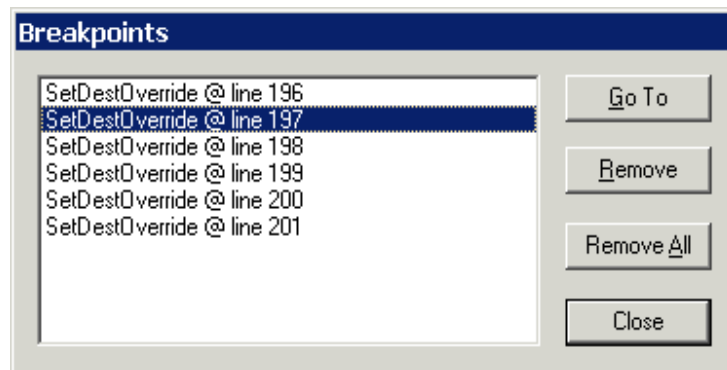 Breakpoints
SetDestOverride @ line 196
SetDestOverride @ line 197
SetDestOverride @ line 198
SetDestOverride @ line 199
SetDestOverride @ line 200
SetDestOverride @ line 201
Go To
Remove
Remove All
Close